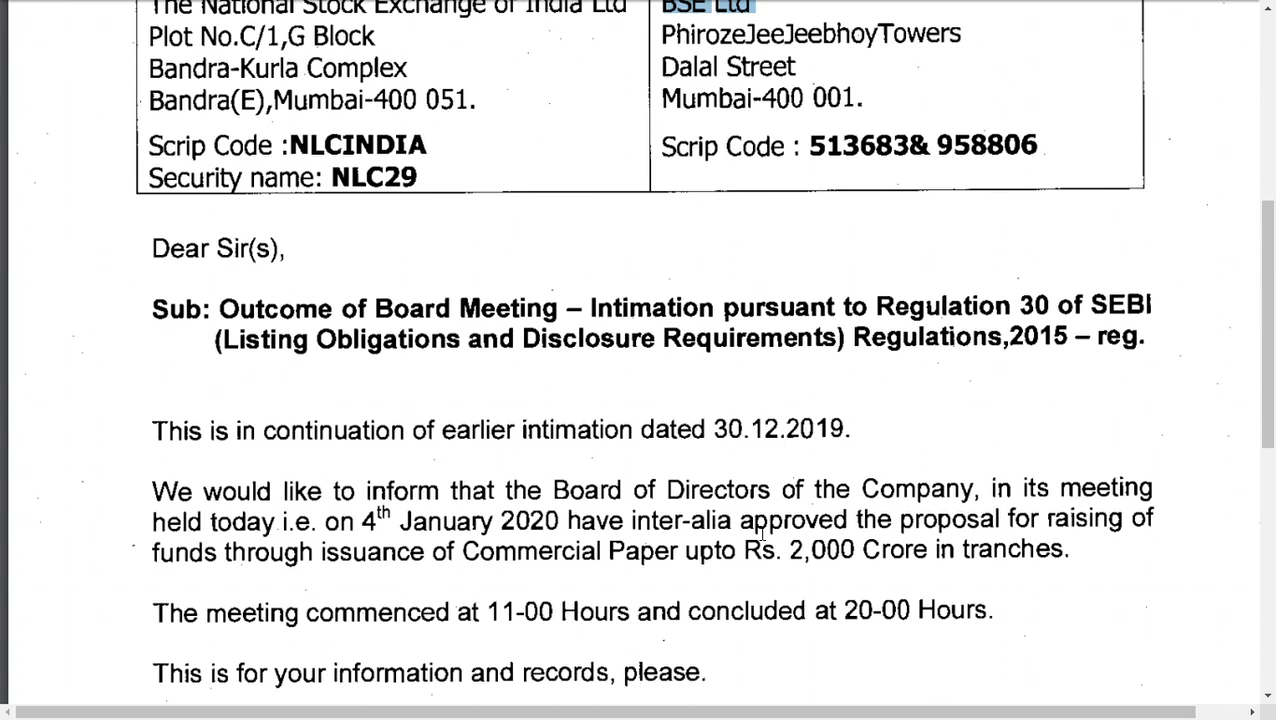 The National Stock Exchange of India Ltd
Plot No.C/1,G Block
Bandra-Kurla Complex
Bandra(E),Mumbai-400 051.
Scrip Code :NLCINDIA
Security name: NLC29
BSE Ltd
PhirozeJeeJeebhoyTowers
Dalal Street
Mumbai-400 001.
Scrip Code : 513683& 958806
Dear Sir(s),
Sub: Outcome of Board Meeting – Intimation pursuant to Regulation 30 of SEBI
(Listing Obligations and Disclosure Requirements) Regulations,2015 – reg.
This is in continuation of earlier intimation dated 30.12.2019.
We would like to inform that the Board of Directors of the Company, in its meeting
held today i.e. on 4th January 2020 have inter-alia approved the proposal for raising of
funds through issuance of Commercial Paper upto Rs. 2,000 Crore in tranches.
The meeting commenced at 11-00 Hours and concluded at 20-00 Hours.
This is for your information and records, please.